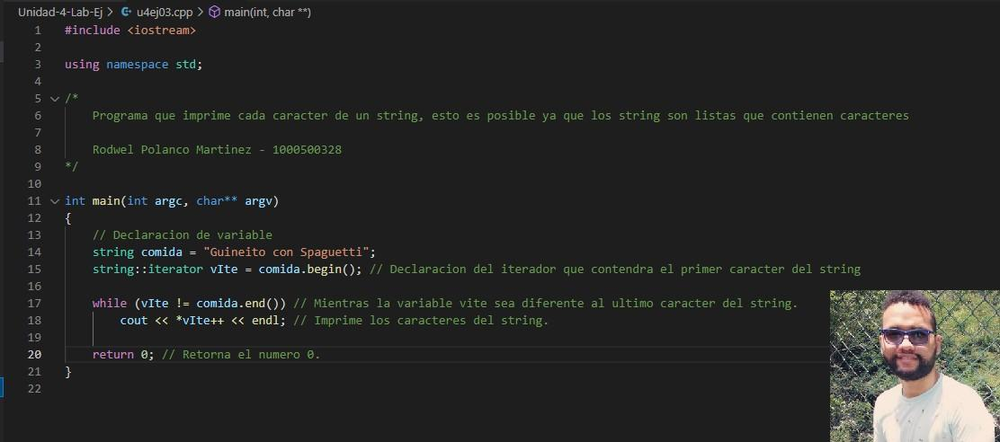 Unidad-4-Lab-Ej > u4ej03.cpp > main(int, char **)
1 #include <iostream>
2
3 using namespace std;
4
5 /*
6 Programa que imprime cada caracter de un string, esto es posible ya que los string son listas que contienen caracteres
7
8 Rodwel Polanco Martinez - 1000500328
9 */
10
11 int main(int argc, char** argv)
12 {
13 // Declaracion de variable
14 string comida = "Guineito con Spaguetti";
15 string::iterator vIte = comida.begin(); // Declaracion del iterador que contendra el primer caracter del string
16
17 while (vIte != comida.end()) // Mientras la variable vite sea diferente al ultimo caracter del string.
18 cout << *vIte++ << endl; // Imprime los caracteres del string.
19
20 return 0; // Retorna el numero 0.
21 }
22